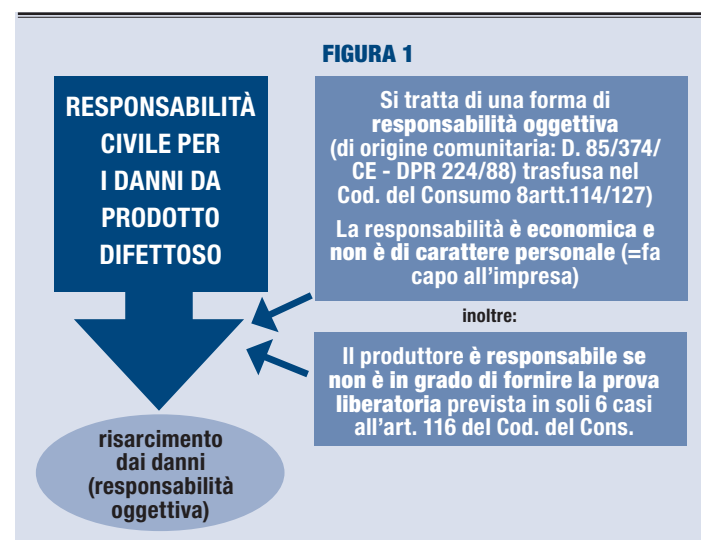 FIGURA 1
RESPONSABILITÀ
CIVILE PER
I DANNI DA
PRODOTTO
DIFETTOSO
Si tratta di una forma di
responsabilità oggettiva
(di origine comunitaria: D. 85/374/
CE - DPR 224/88) trasfusa nel
Cod. del Consumo 8artt.114/127)
La responsabilità è economica e
non è di carattere personale (=fa
capo all'impresa)
inoltre:
Il produttore è responsabile se
non è in grado di fornire la prova
liberatoria prevista in soli 6 casi
all'art. 116 del Cod. del Cons.
risarcimento
dai danni
(responsabilità
oggettiva)